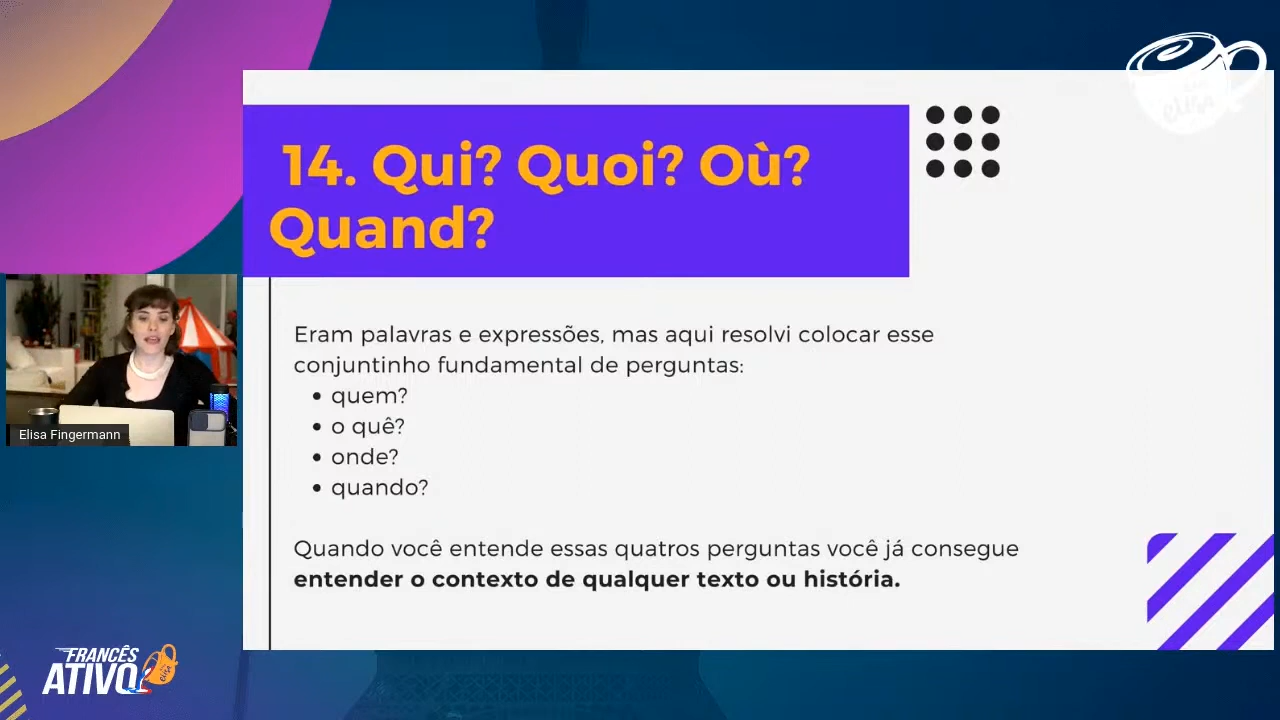 14. Qui? Quoi? Où?
Quand?
Eram palavras e expressões, mas aqui resolvi colocar esse
conjuntinho fundamental de perguntas:
• quem?
• o quê?
• onde?
• quando?
Quando você entende essas quatros perguntas você já consegue
entender o contexto de qualquer texto ou história.
Elisa Fingermann
FRANCÊS
ATIVO
elisa